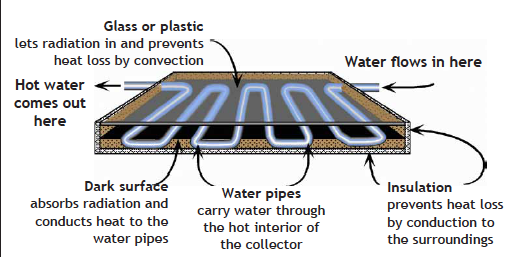 Glass or plastic
lets radiation in and prevents
heat loss by convection
Water flows in here
Hot water
comes out
here
Dark surface
absorbs radiation and
conducts heat to the
water pipes
Water pipes
carry water through
the hot interior of
the collector
Insulation
prevents heat loss
by conduction to
the surroundings